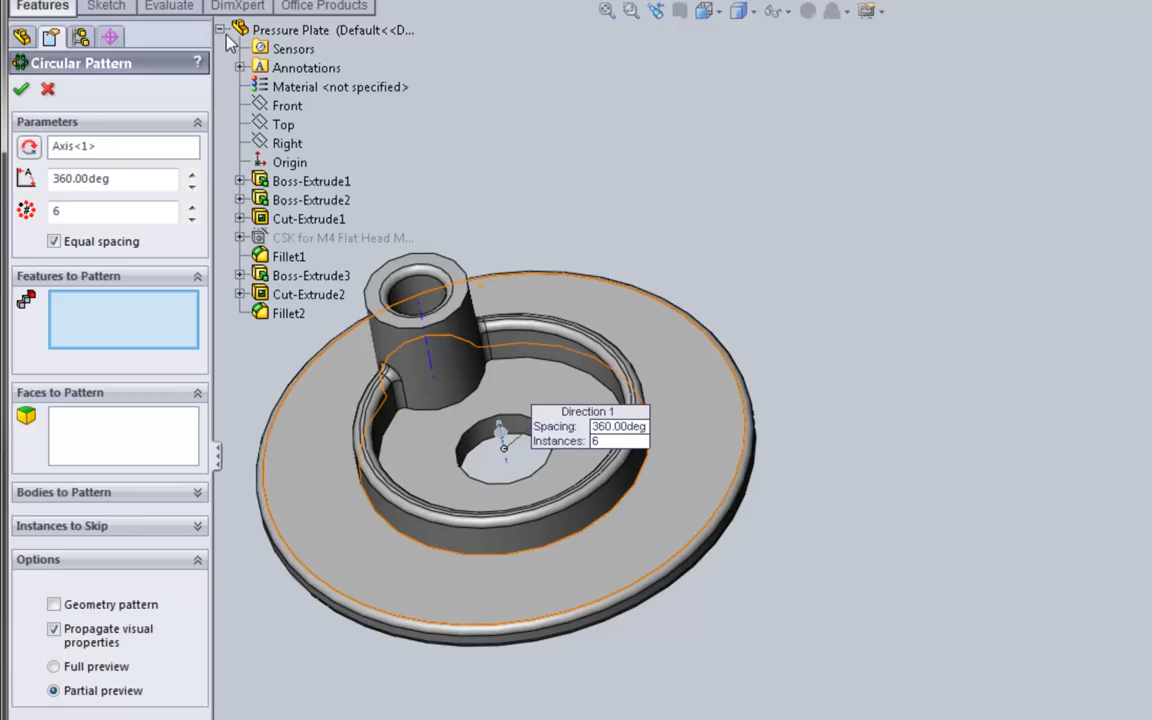 Features Sketch Evaluate DimXpert Office Products
Pressure Plate (Default<<D...
Sensors
Circular Pattern ?
Annotations
Material <not specified>
Front
Parameters
Top
Axis<1>
Right
Origin
360.00deg
Boss-Extrude1
Boss-Extrude2
6
Cut-Extrude1
Equal spacing
CSK for M4 Flat Head M...
Fillet1
Features to Pattern
Boss-Extrude3
Cut-Extrude2
Fillet2
Faces to Pattern
Direction 1
Spacing: 360.00deg
Instances: 6
Bodies to Pattern
Instances to Skip
Options
Geometry pattern
Propagate visual
properties
Full preview
Partial preview